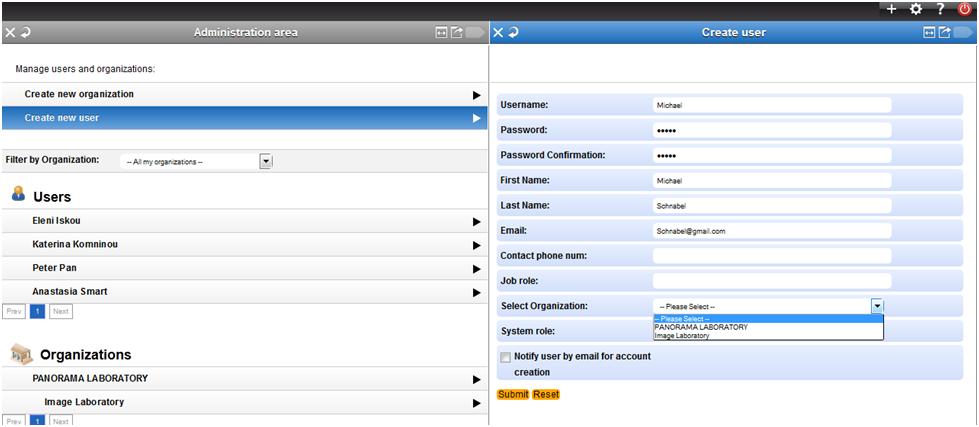 Administration area
Manage users and organizations:
Create new organization
Create new user
Filter by Organization: -- All my organizations --
Users
Eleni Iskou
Katerina Komninou
Peter Pan
Anastasia Smart
Prev 1 Next
Organizations
PANORAMA LABORATORY
Image Laboratory
Prev 1 Next
Create user
Username: Michael
Password: •••••
Password Confirmation: •••••
First Name: Michael
Last Name: Schnabel
Email: Schnabel@gmail.com
Contact phone num:
Job role:
Select Organization: -- Please Select --
-- Please Select --
PANORAMA LABORATORY
Image Laboratory
System role:
Notify user by email for account
creation
Submit Reset